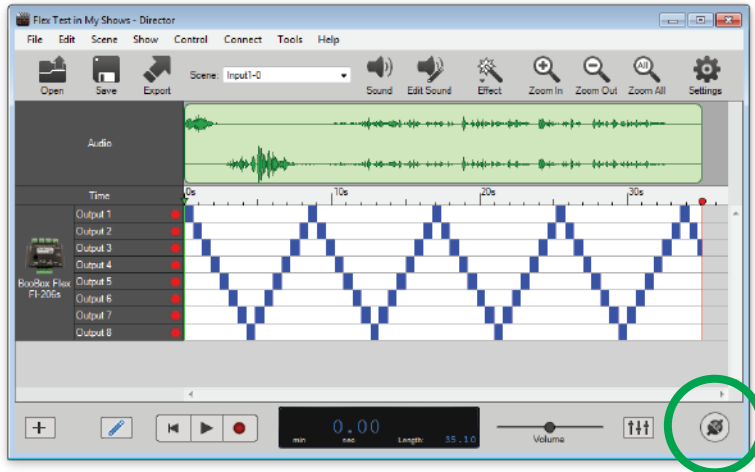 Flex Test in My Shows - Director
File Edit Scene Show Control Connect Tools Help
Scene: Input1-0
All
Open Save Export Sound Edit Sound Effect Zoom In Zoom Out Zoom All Settings
Audio
Time 0s 10s 20s 30s
Output 1
Output 2
Output 3
Output 4
BooBox Flex Output 5
FI-206s Output 6
Output 7
Output 8
0.00
min sec Length: 35.10 Volume